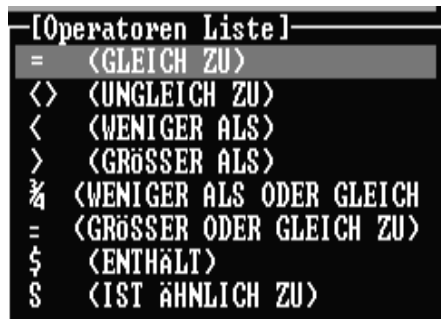 [Operatoren Liste]
= (GLEICH ZU)
<> (UNGLEICH ZU)
< (WENIGER ALS)
> (GRÖSSER ALS)
¾ (WENIGER ALS ODER GLEICH
= (GRÖSSER ODER GLEICH ZU)
$ (ENTHÄLT)
S (IST ÄHNLICH ZU)